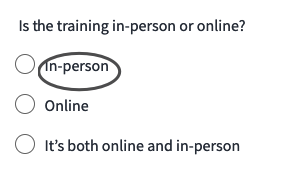 Is the training in-person or online?
In-person
Online
It's both online and in-person